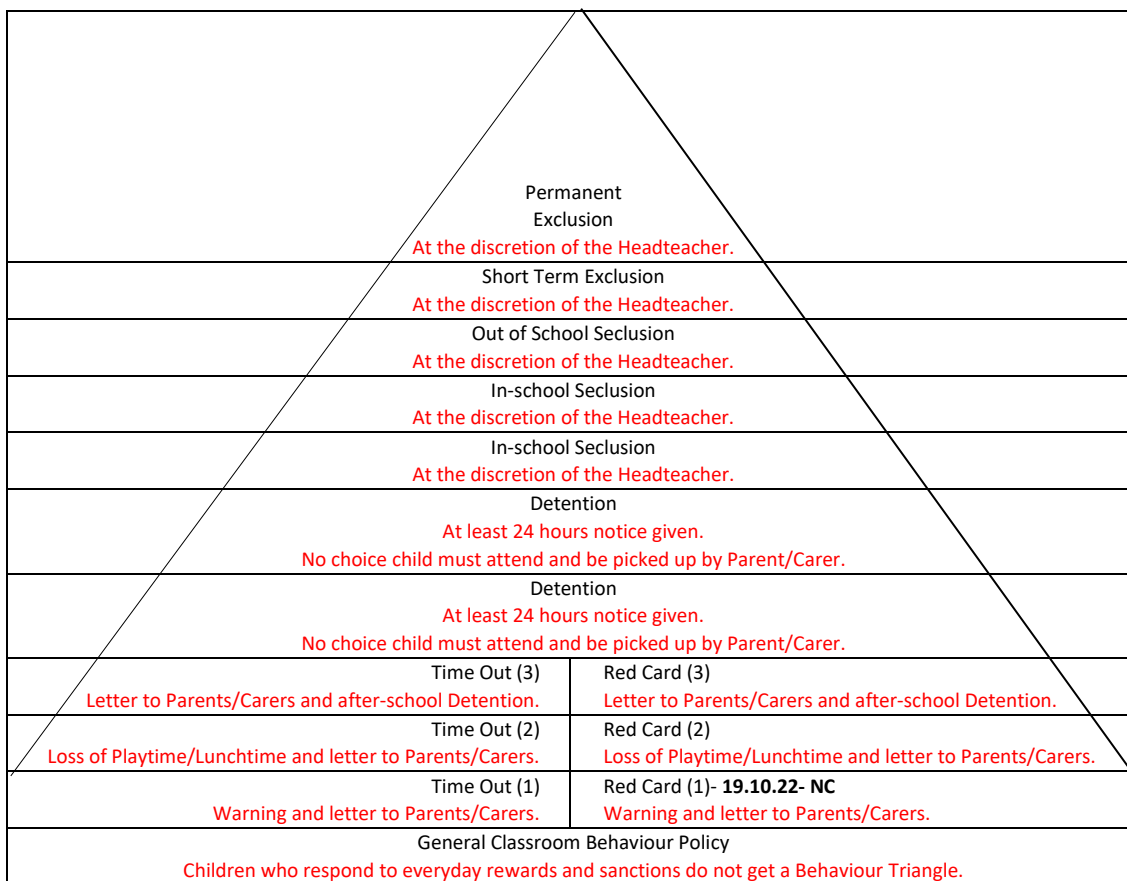 Permanent
Exclusion
At the discretion of the Headteacher.
Short Term Exclusion
At the discretion of the Headteacher.
Out of School Seclusion
At the discretion of the Headteacher.
In-school Seclusion
At the discretion of the Headteacher.
In-school Seclusion
At the discretion of the Headteacher.
Detention
At least 24 hours notice given.
No choice child must attend and be picked up by Parent/Carer.
Detention
At least 24 hours notice given.
No choice child must attend and be picked up by Parent/Carer.
Time Out (3)
Letter to Parents/Carers and after-school Detention.
Red Card (3)
Letter to Parents/Carers and after-school Detention.
Time Out (2)
Loss of Playtime/Lunchtime and letter to Parents/Carers.
Red Card (2)
Loss of Playtime/Lunchtime and letter to Parents/Carers.
Time Out (1)
Warning and letter to Parents/Carers.
Red Card (1)- 19.10.22- NC
Warning and letter to Parents/Carers.
General Classroom Behaviour Policy
Children who respond to everyday rewards and sanctions do not get a Behaviour Triangle.